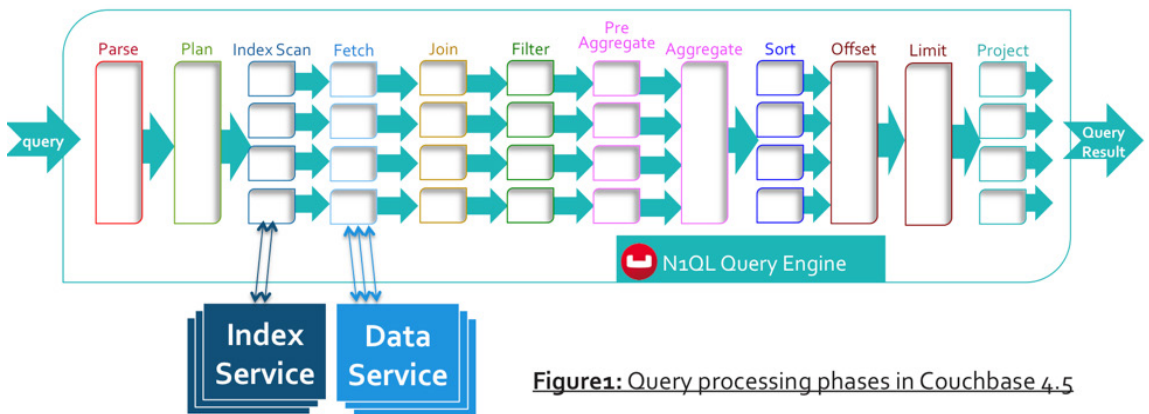 Parse
Plan
Index Scan
Fetch
Join
Filter
Pre
Aggregate
Aggregate
Sort
Offset
Limit
Project
query
Query
Result
N1QL Query Engine
Index
Service
Data
Service
Figure1: Query processing phases in Couchbase 4.5